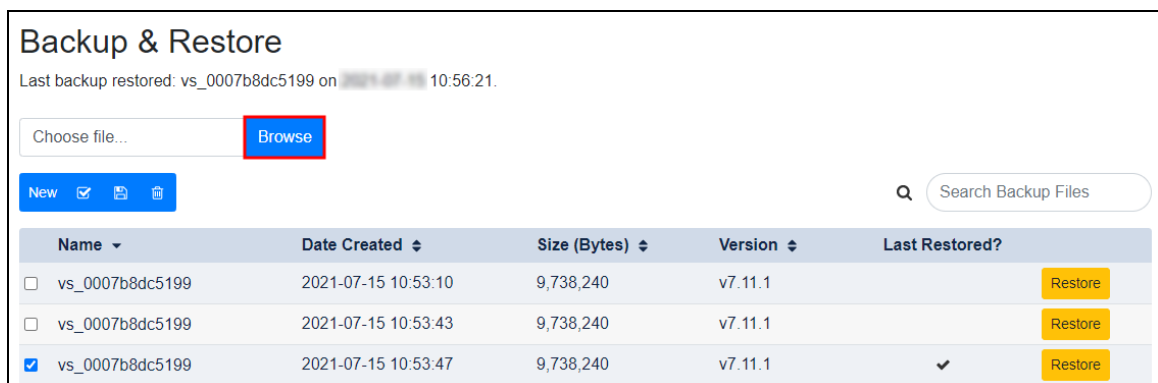 Backup & Restore
Last backup restored: vs_0007b8dc5199 on 10:56:21.
Choose file... Browse
New Search Backup Files
Name Date Created Size (Bytes) Version Last Restored?
vs_0007b8dc5199 2021-07-15 10:53:10 9,738,240 v7.11.1 Restore
vs_0007b8dc5199 2021-07-15 10:53:43 9,738,240 v7.11.1 Restore
vs_0007b8dc5199 2021-07-15 10:53:47 9,738,240 v7.11.1 Restore